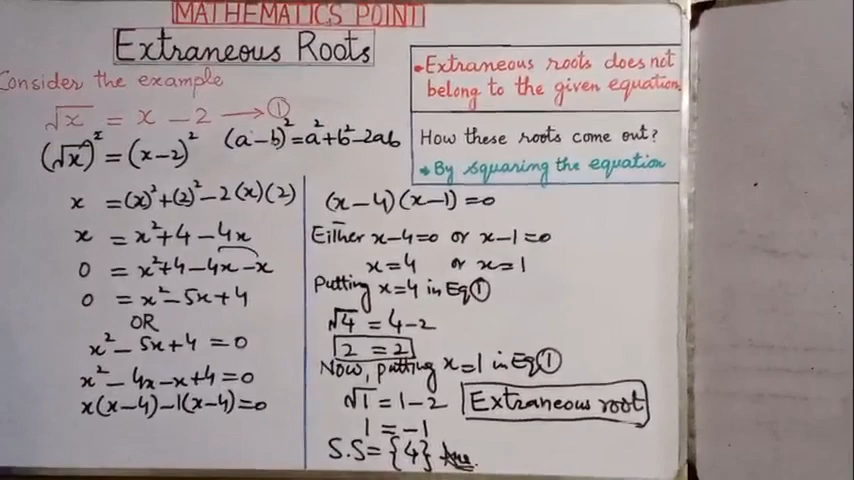 MATHEMATICS POINT
Extraneous Roots
Consider the example
√x = x - 2 → ①
(√x)² = (x-2)² (a-b)² = a²+b²-2ab
x = (x)²+(2)²-2(x)(2)
x = x²+4-4x
0 = x²+4-4x-x
0 = x²-5x+4
OR
x²-5x+4 = 0
x²-4x-x+4=0
x(x-4)-1(x-4)=0
• Extraneous roots does not
belong to the given equation.
How these roots come out?
• By squaring the equation
(x-4)(x-1)=0
Either x-4=0 or x-1=0
x=4 or x=1
Putting x=4 in Eq①
√4 = 4-2
2 = 2
Now, putting x=1 in Eq①
√1 = 1-2 Extraneous root
1 = -1
S.S = {4} Ans.